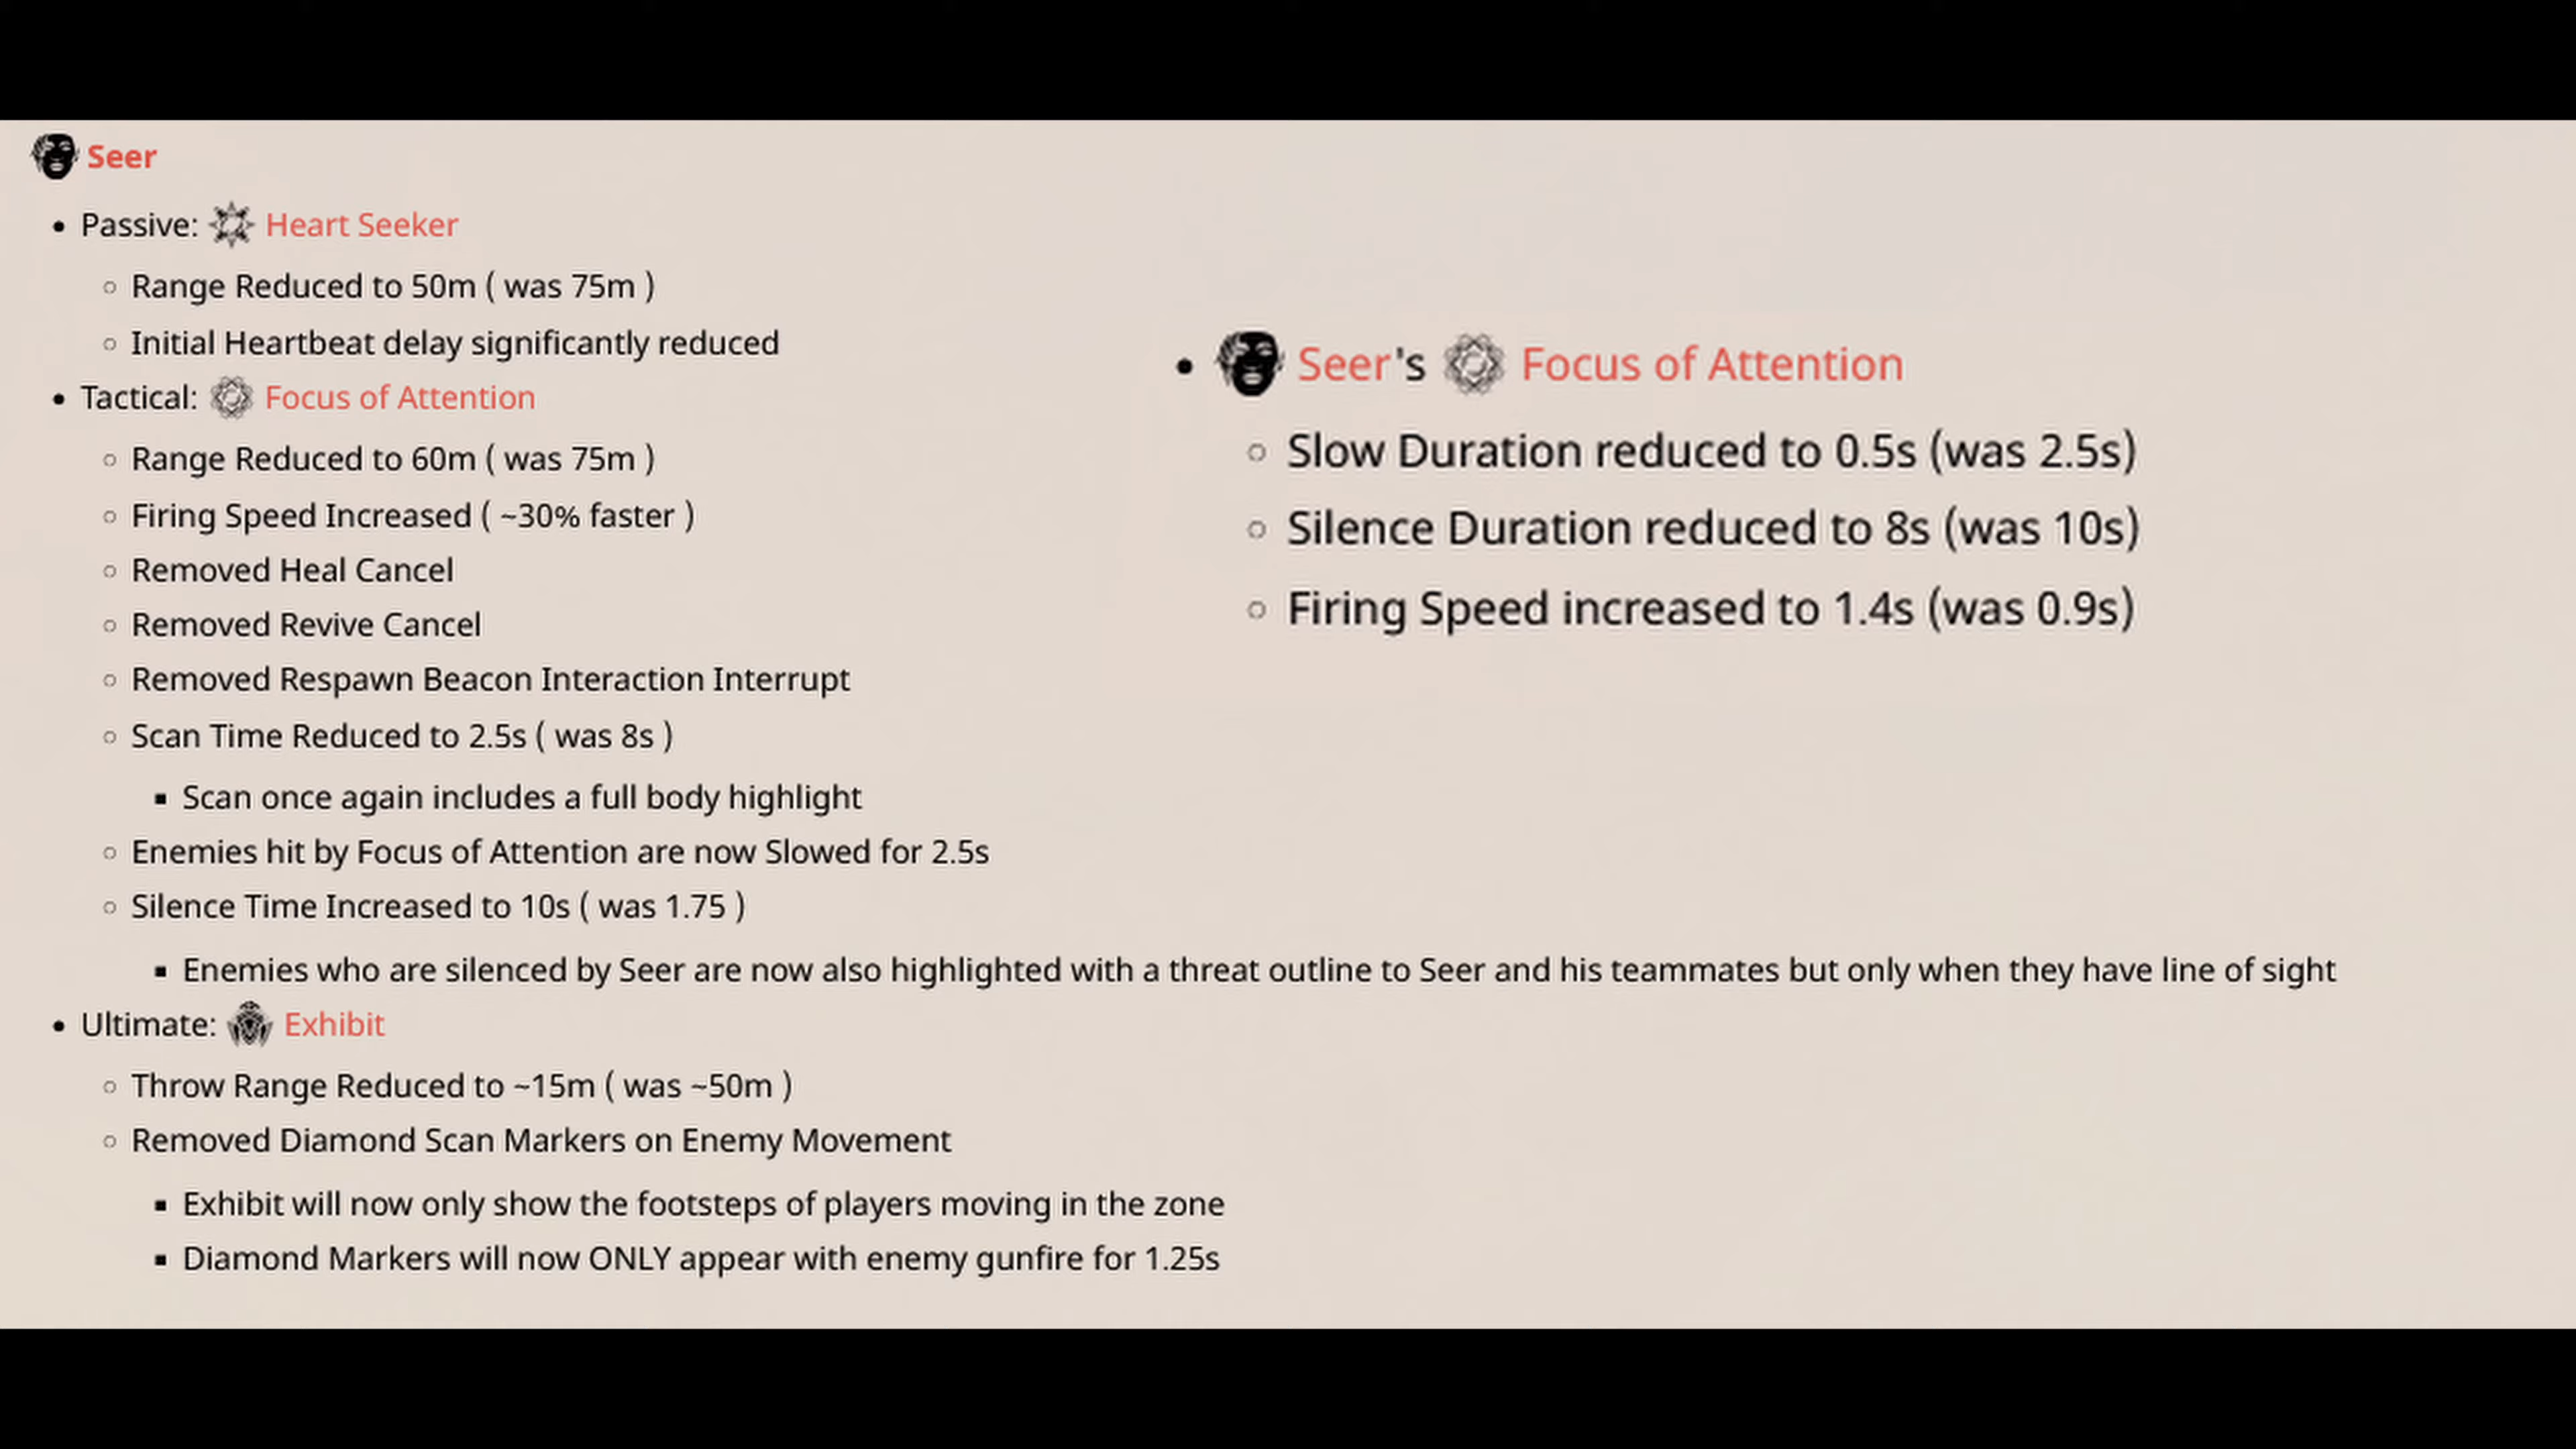 Seer
Passive: Heart Seeker
Range Reduced to 50m ( was 75m )
Initial Heartbeat delay significantly reduced
Tactical: Focus of Attention
Range Reduced to 60m ( was 75m )
Firing Speed Increased ( ~30% faster )
Removed Heal Cancel
Removed Revive Cancel
Removed Respawn Beacon Interaction Interrupt
Scan Time Reduced to 2.5s ( was 8s )
Scan once again includes a full body highlight
Enemies hit by Focus of Attention are now Slowed for 2.5s
Silence Time Increased to 10s ( was 1.75 )
Enemies who are silenced by Seer are now also highlighted with a threat outline to Seer and his teammates but only when they have line of sight
Ultimate: Exhibit
Throw Range Reduced to ~15m ( was ~50m )
Removed Diamond Scan Markers on Enemy Movement
Exhibit will now only show the footsteps of players moving in the zone
Diamond Markers will now ONLY appear with enemy gunfire for 1.25s
Seer's Focus of Attention
Slow Duration reduced to 0.5s (was 2.5s)
Silence Duration reduced to 8s (was 10s)
Firing Speed increased to 1.4s (was 0.9s)